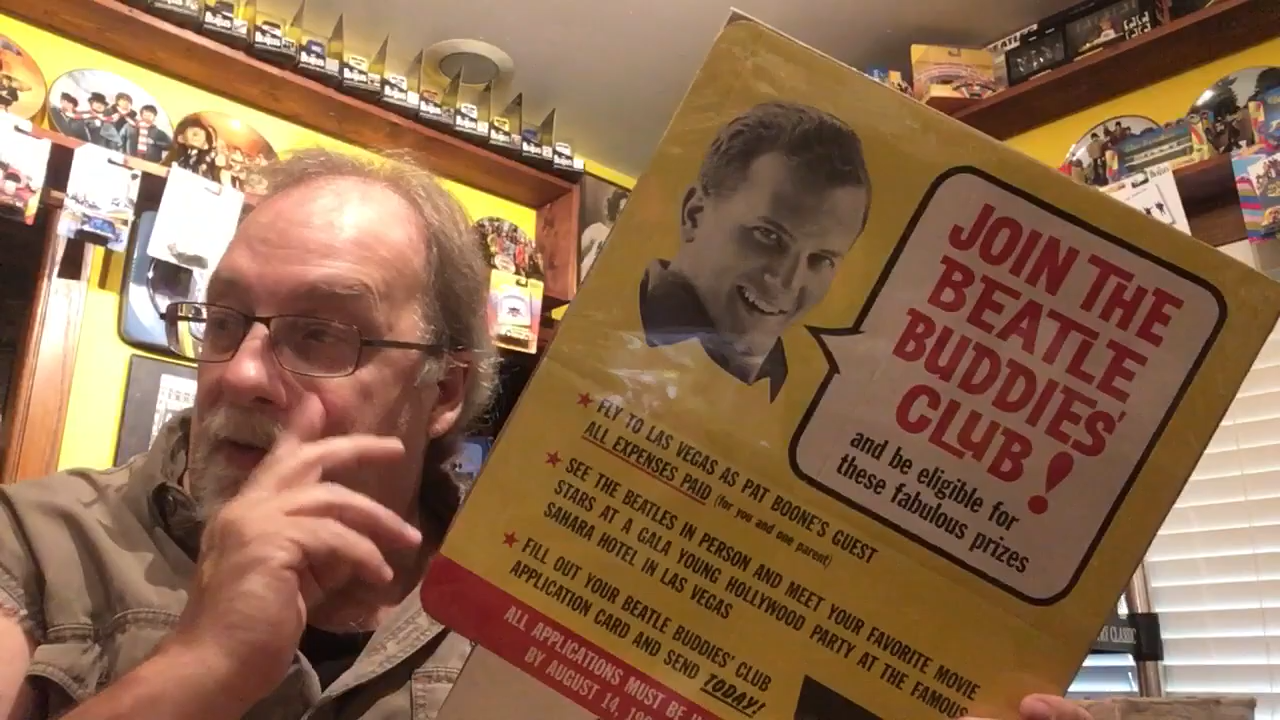 JOIN THE
BEATLE
BUDDIES'
CLUB!
and be eligible for
these fabulous prizes
★ FLY TO LAS VEGAS AS PAT BOONE'S GUEST
ALL EXPENSES PAID (for you and one parent)
★ SEE THE BEATLES IN PERSON AND MEET YOUR FAVORITE MOVIE
STARS AT A GALA YOUNG HOLLYWOOD PARTY AT THE FAMOUS
SAHARA HOTEL IN LAS VEGAS
★ FILL OUT YOUR BEATLE BUDDIES' CLUB
APPLICATION CARD AND SEND TODAY!
ALL APPLICATIONS MUST BE
BY AUGUST 14, 19
CLASSIC